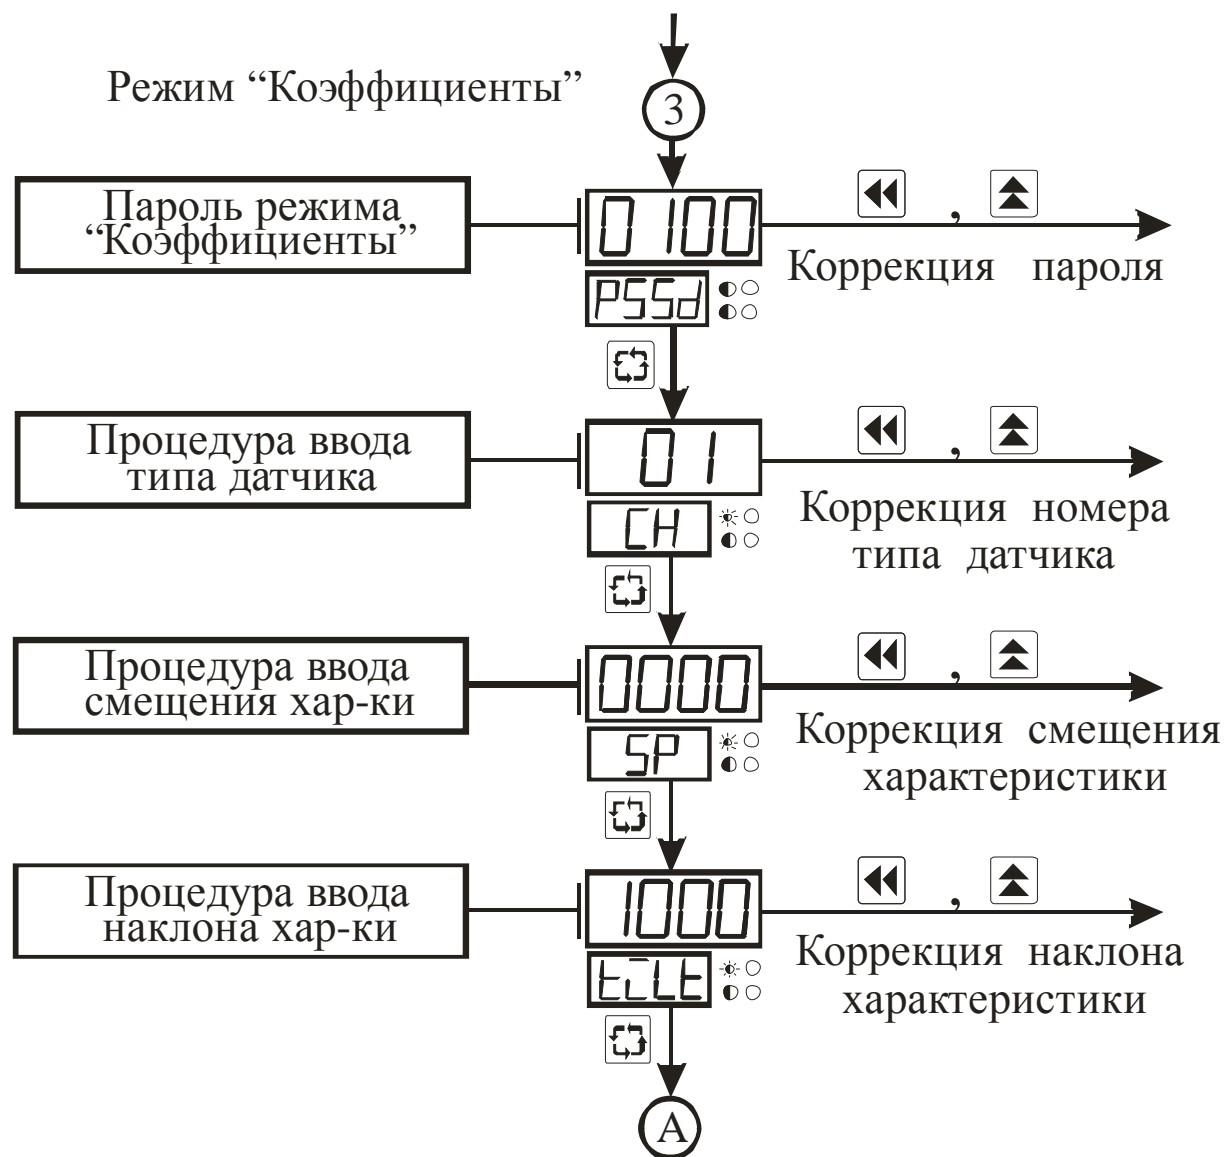 Режим “Коэффициенты”
3
Пароль режима
“Коэффициенты”
0100
,
Коррекция пароля
PSSd
Процедура ввода
типа датчика
01
,
Коррекция номера
типа датчика
CH
Процедура ввода
смещения хар-ки
0000
,
Коррекция смещения
характеристики
SP
Процедура ввода
наклона хар-ки
1000
,
Коррекция наклона
характеристики
tiLt
А